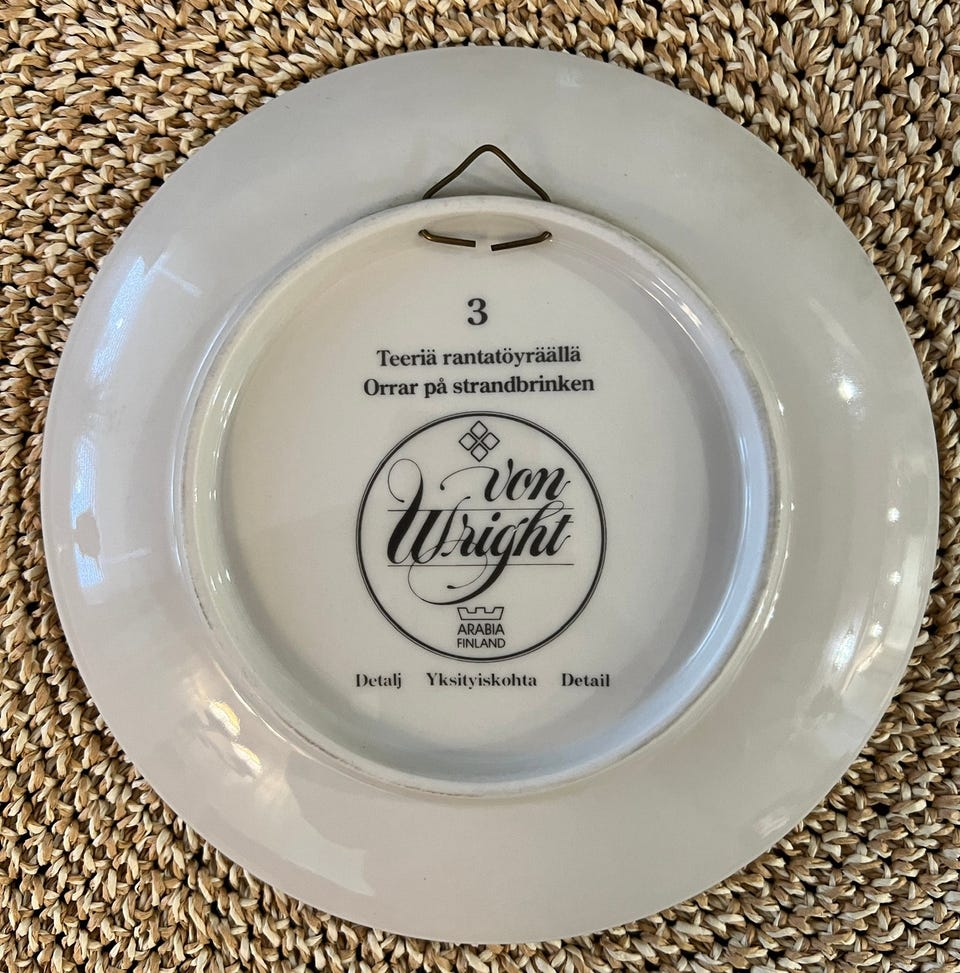 3
Teeriä rantatöyräällä
Orrar på strandbrinken
von
Wright
ARABIA
FINLAND
Detalj Yksityiskohta Detail